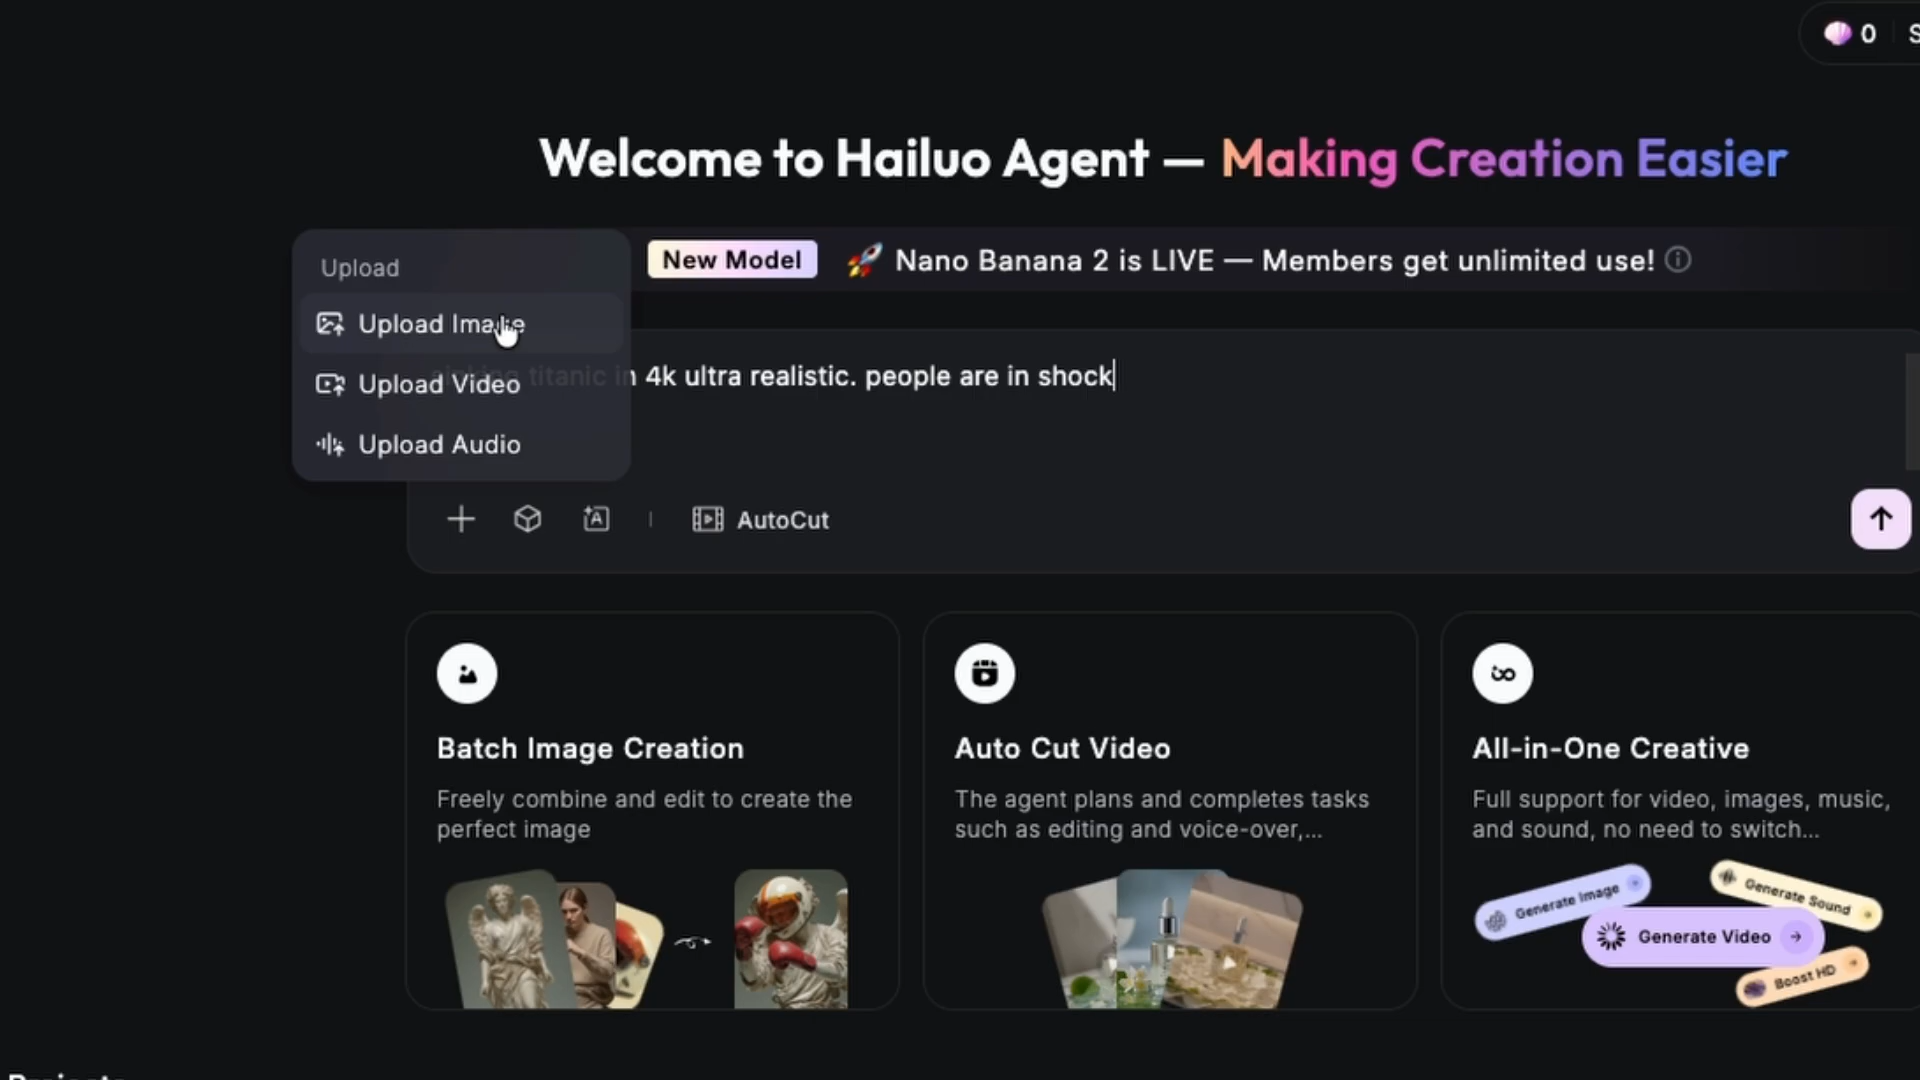 0
Welcome to Hailuo Agent — Making Creation Easier
Upload
New Model 🚀 Nano Banana 2 is LIVE — Members get unlimited use!
Upload Image
titanic in 4k ultra realistic. people are in shock
Upload Video
Upload Audio
AutoCut
Batch Image Creation
Freely combine and edit to create the
perfect image
Auto Cut Video
The agent plans and completes tasks
such as editing and voice-over,...
All-in-One Creative
Full support for video, images, music,
and sound, no need to switch...
Generate Image
Generate Sound
Generate Video
Boost HD